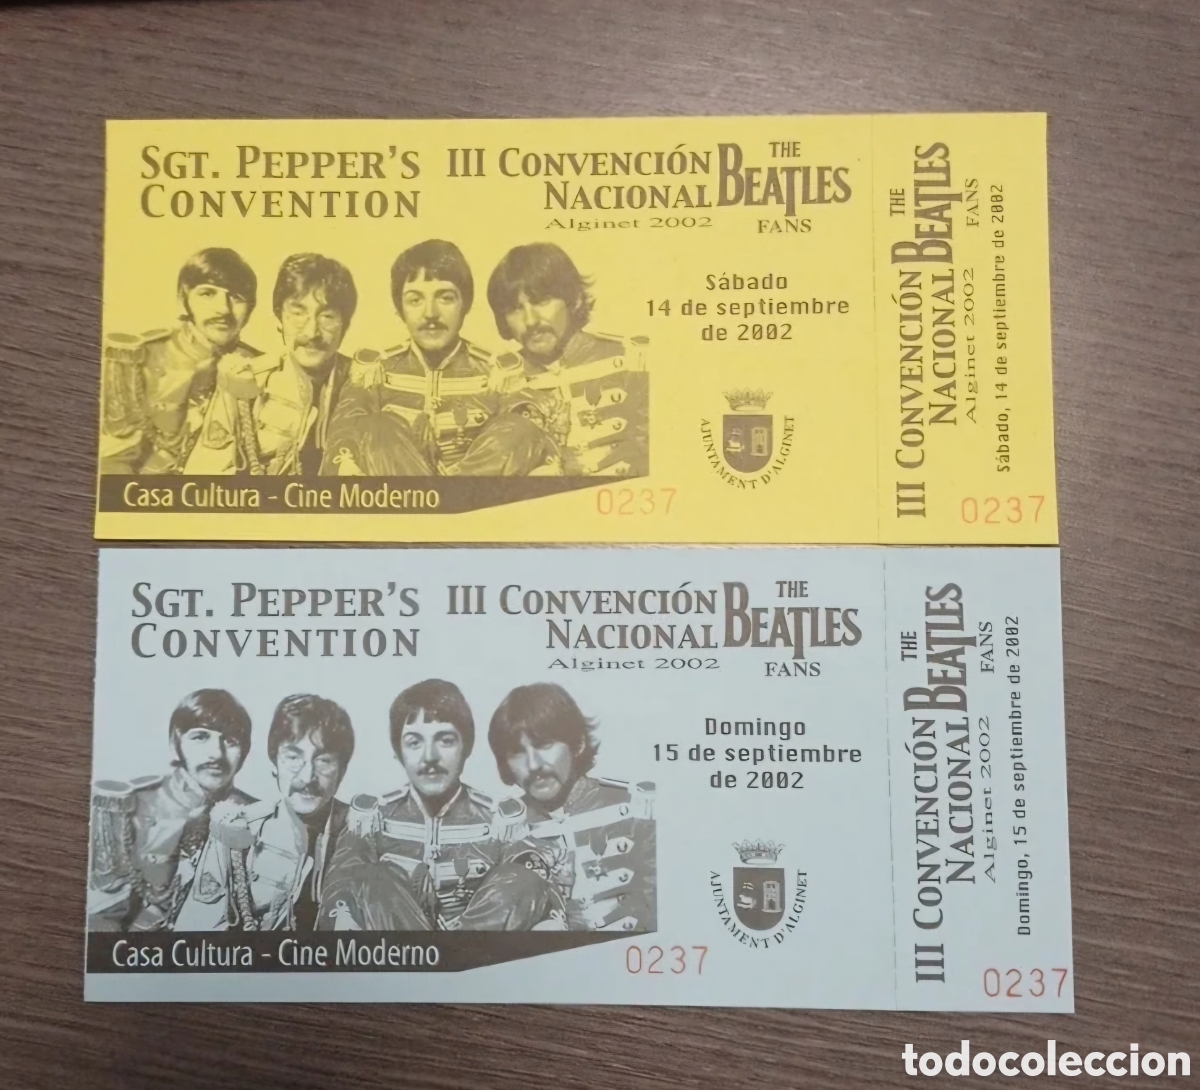 SGT. PEPPER'S
CONVENTION
III CONVENCIÓN
NACIONAL
Alginet 2002
THE
BEATLES
FANS
Sábado
14 de septiembre
de 2002
AJUNTAMENT D'ALGINET
Casa Cultura - Cine Moderno
0237
III CONVENCIÓN
NACIONAL
Alginet 2002
THE
BEATLES
FANS
Sábado, 14 de septiembre de 2002
0237
SGT. PEPPER'S
CONVENTION
III CONVENCIÓN
NACIONAL
Alginet 2002
THE
BEATLES
FANS
Domingo
15 de septiembre
de 2002
AJUNTAMENT D'ALGINET
Casa Cultura - Cine Moderno
0237
III CONVENCIÓN
NACIONAL
Alginet 2002
THE
BEATLES
FANS
Domingo, 15 de septiembre de 2002
0237
todocoleccion